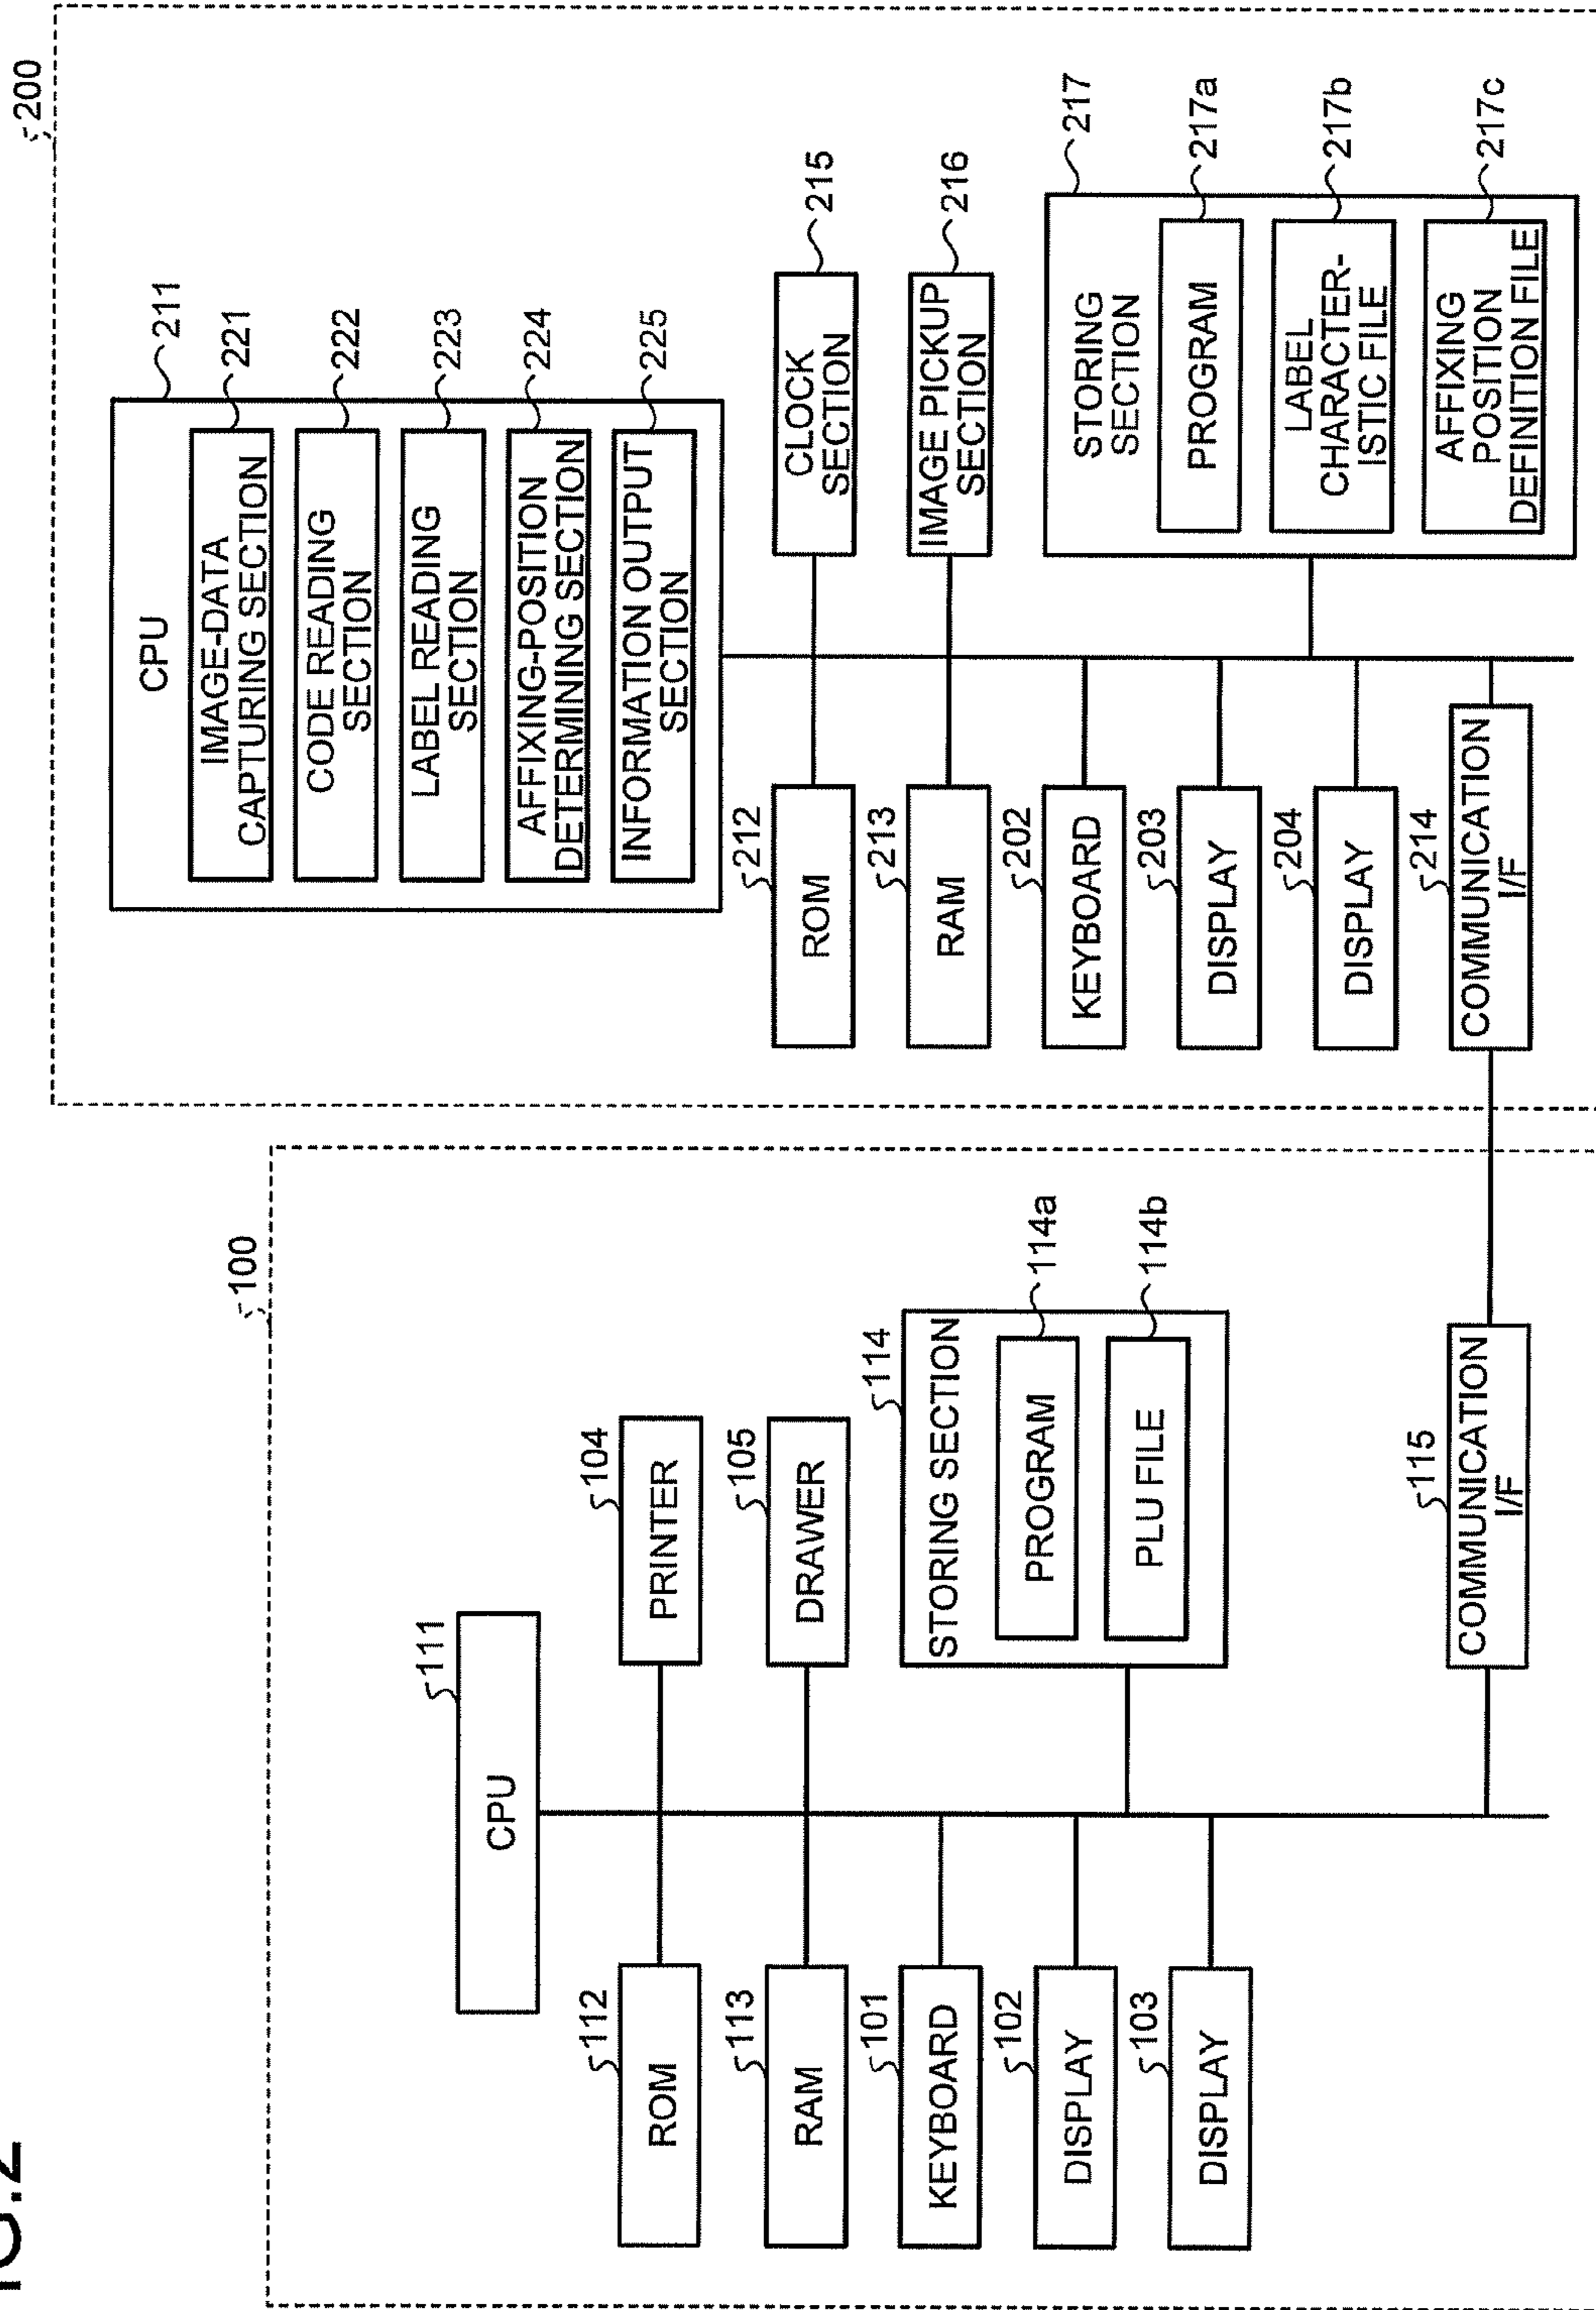 FIG.2
100
111
CPU
112
ROM
104
PRINTER
113
RAM
105
DRAWER
101
KEYBOARD
114
STORING SECTION
102
DISPLAY
PROGRAM
114a
103
DISPLAY
PLU FILE
114b
115
COMMUNICATION
I/F
200
CPU
211
IMAGE-DATA
CAPTURING SECTION
221
CODE READING
SECTION
222
LABEL READING
SECTION
223
AFFIXING-POSITION
DETERMINING SECTION
224
INFORMATION OUTPUT
SECTION
225
212
ROM
CLOCK
SECTION
215
213
RAM
IMAGE PICKUP
SECTION
216
202
KEYBOARD
203
DISPLAY
204
DISPLAY
214
COMMUNICATION
I/F
217
STORING
SECTION
PROGRAM
217a
LABEL
CHARACTER-
ISTIC FILE
217b
AFFIXING
POSITION
DEFINITION FILE
217c